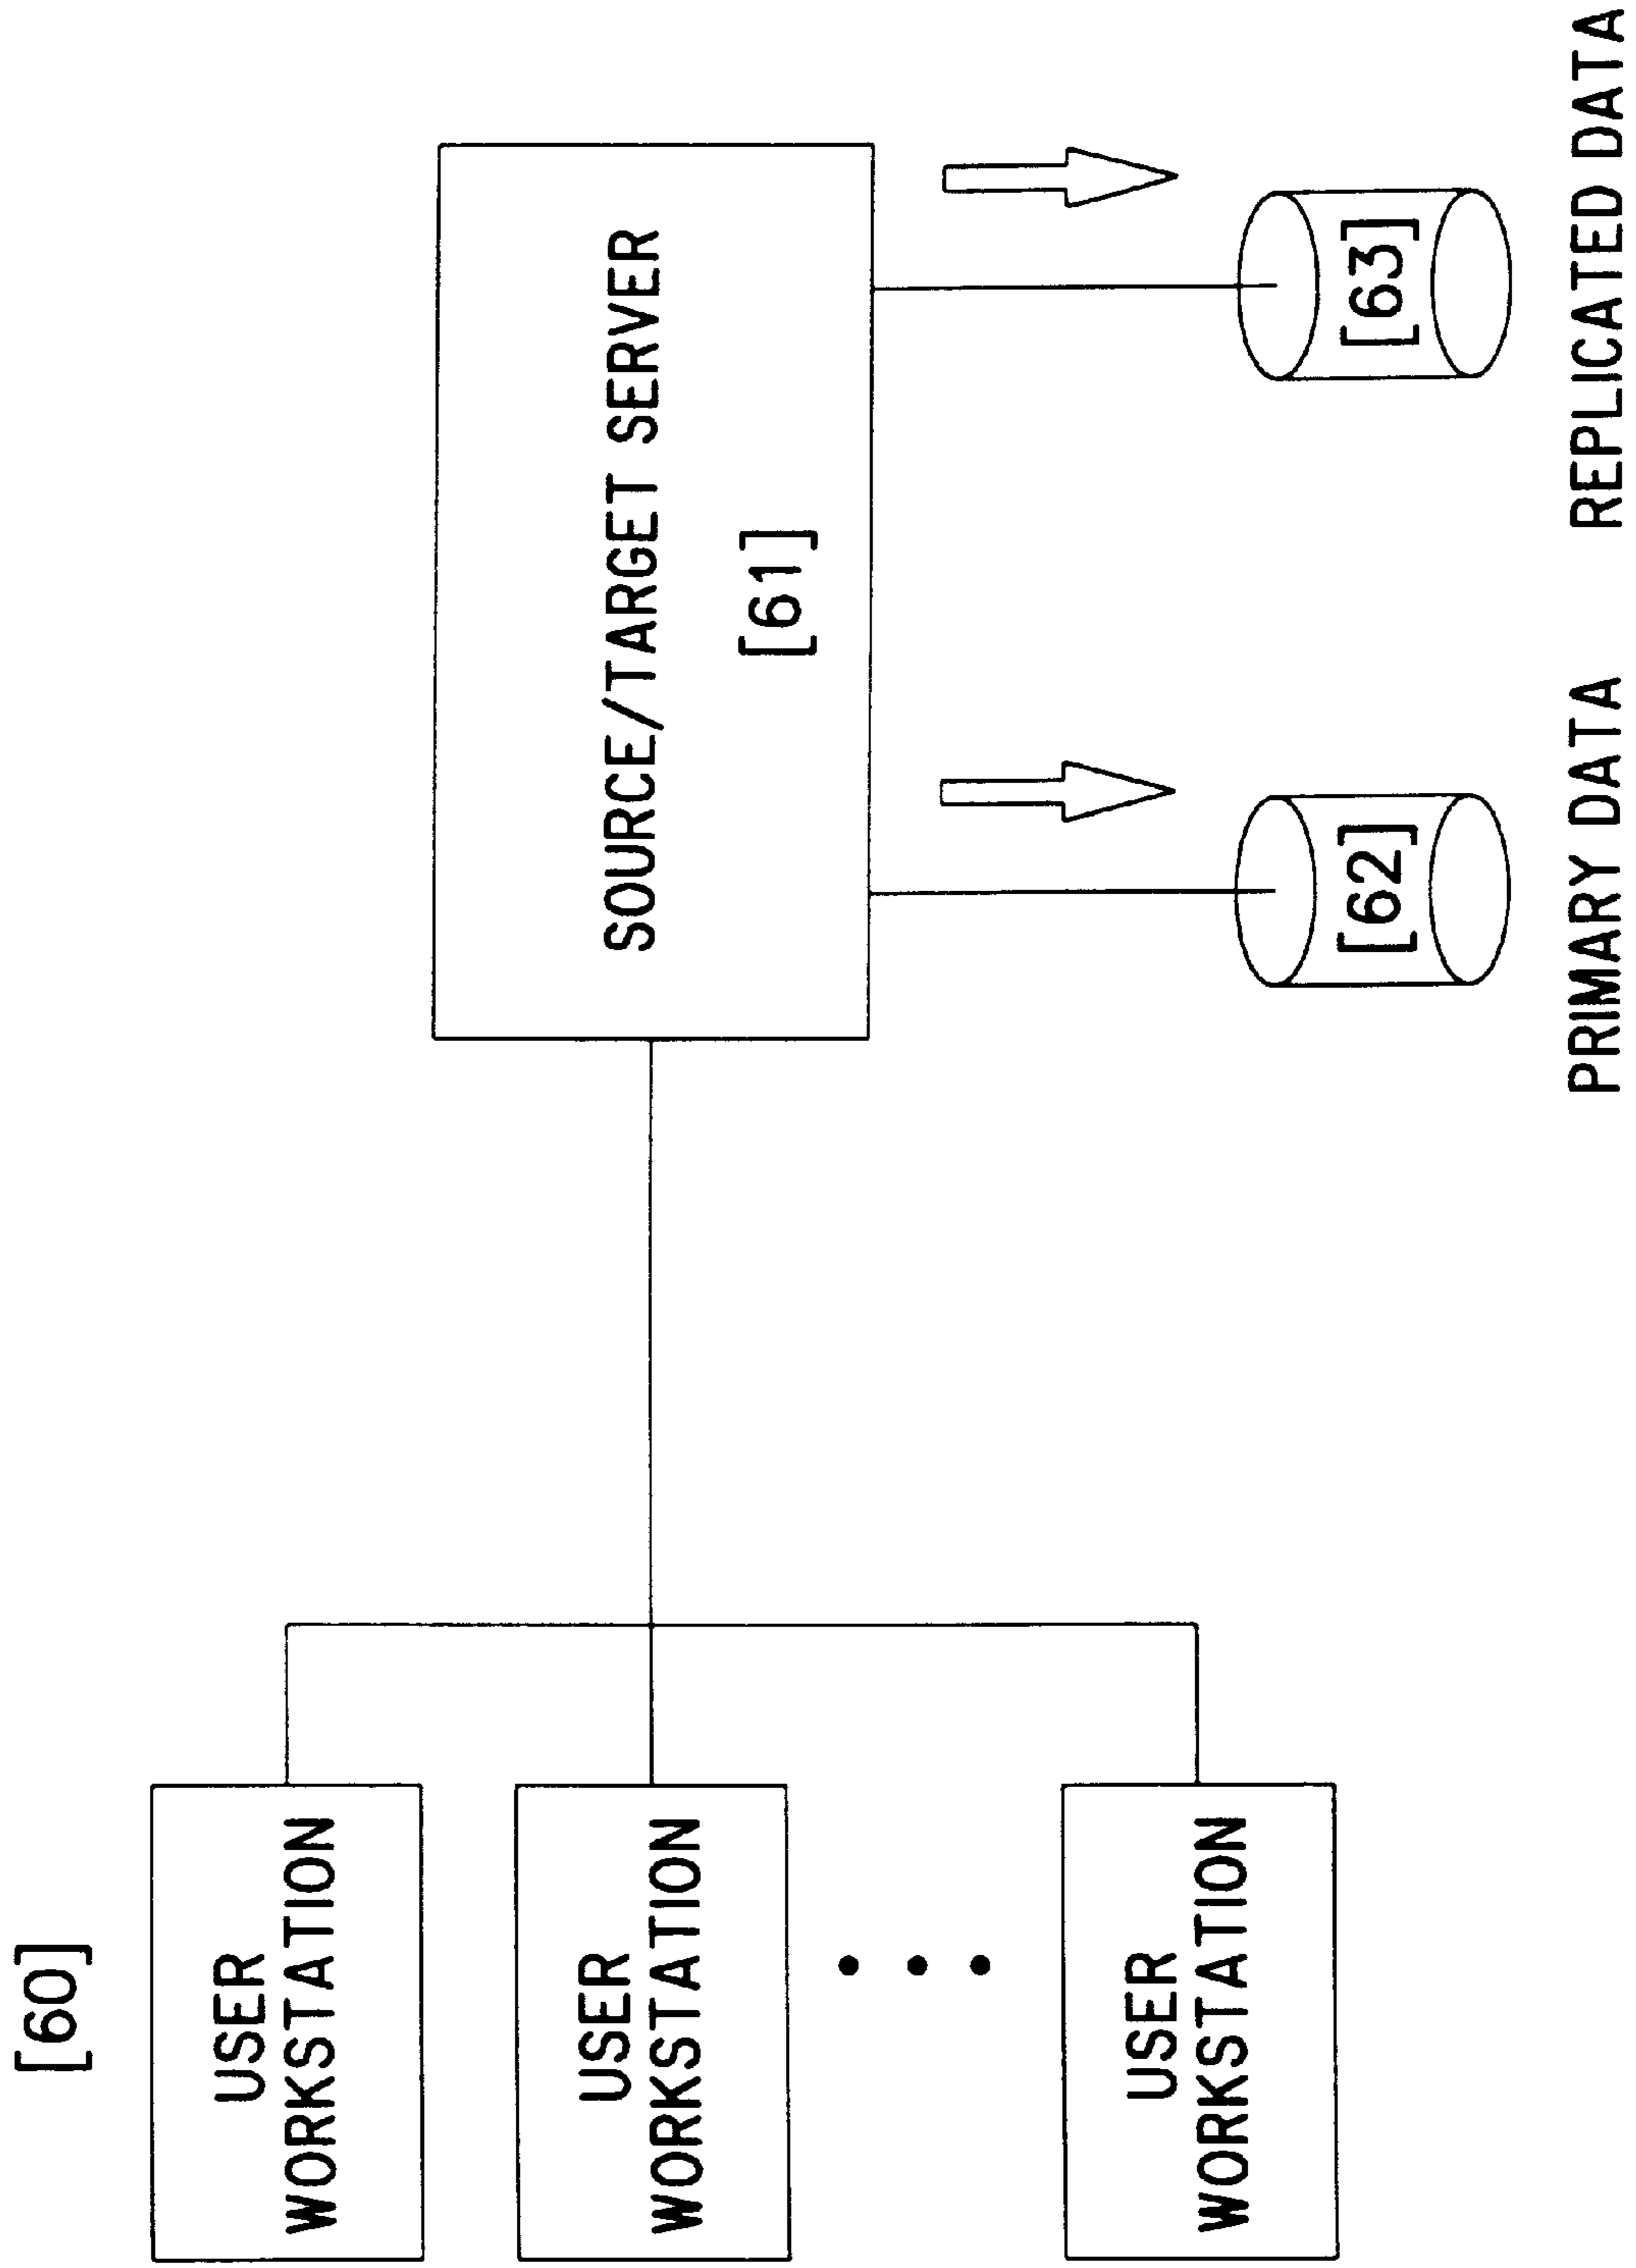 [60]
USER
WORKSTATION
USER
WORKSTATION
USER
WORKSTATION
SOURCE/TARGET SERVER
[61]
[62]
[63]
PRIMARY DATA
REPLICATED DATA